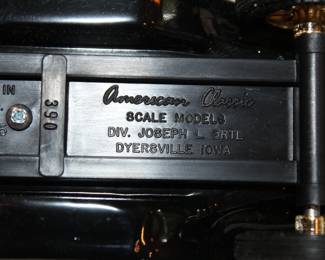 IN
390
American Classic
SCALE MODELS
DIV. JOSEPH L. ERTL
DYERSVILLE IOWA